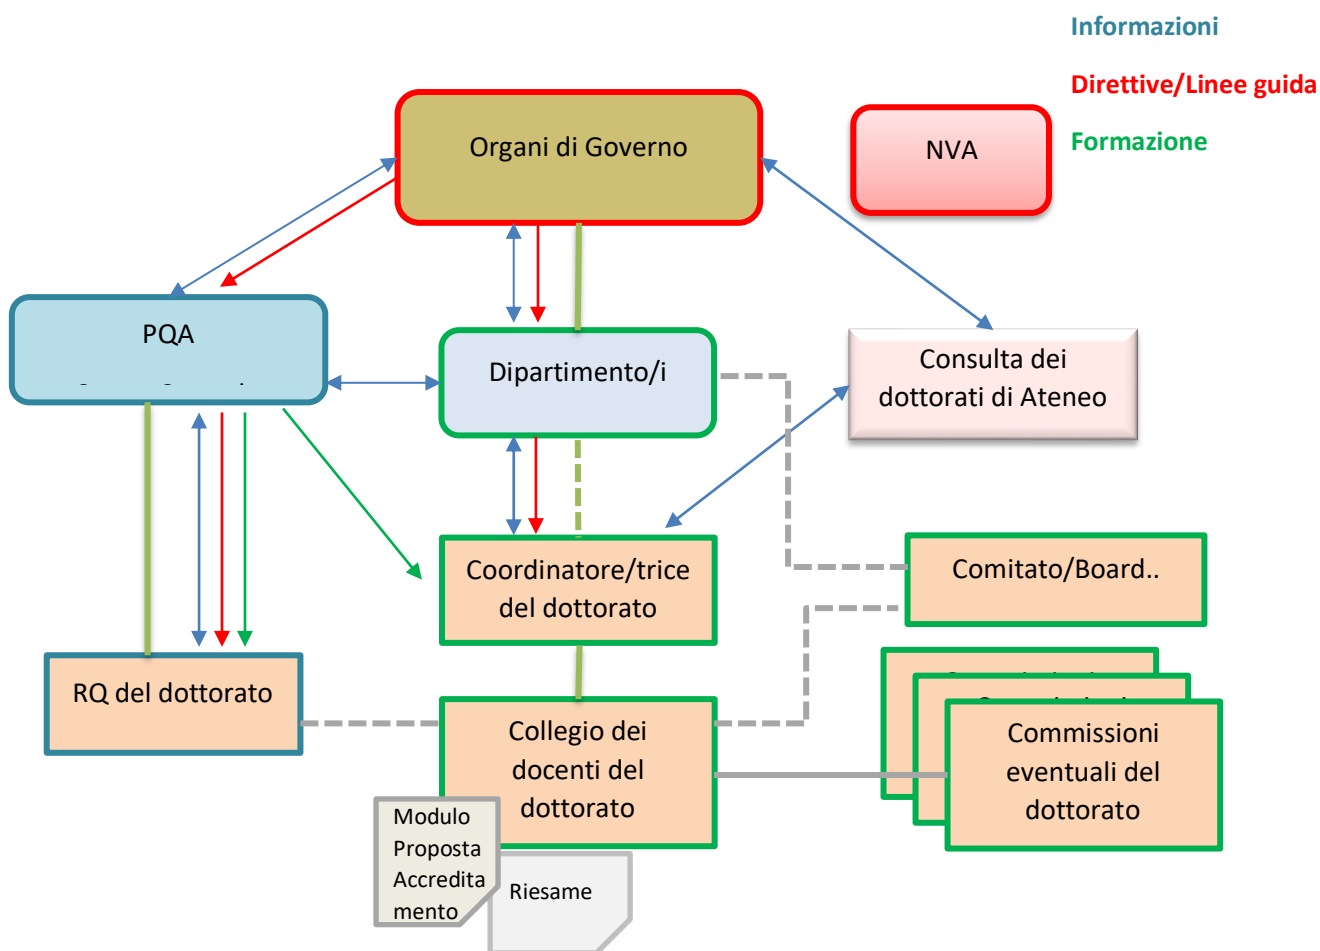 Informazioni
Direttive/Linee guida
Formazione
Organi di Governo
NVA
PQA
Dipartimento/i
Consulta dei
dottorati di Ateneo
Coordinatore/trice
del dottorato
Comitato/Board..
RQ del dottorato
Collegio dei
docenti del
dottorato
Commissioni
eventuali del
dottorato
Modulo
Proposta
Accredita
mento
Riesame